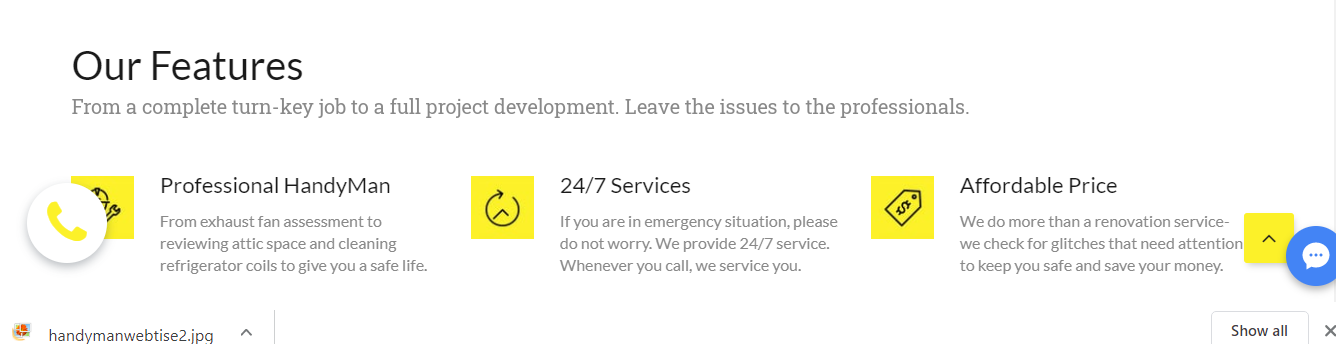 Our Features
From a complete turn-key job to a full project development. Leave the issues to the professionals.
Professional HandyMan
From exhaust fan assessment to
reviewing attic space and cleaning
refrigerator coils to give you a safe life.
24/7 Services
If you are in emergency situation, please
do not worry. We provide 24/7 service.
Whenever you call, we service you.
Affordable Price
We do more than a renovation service-
we check for glitches that need attention
to keep you safe and save your money.
handymanwebtise2.jpg
Show all